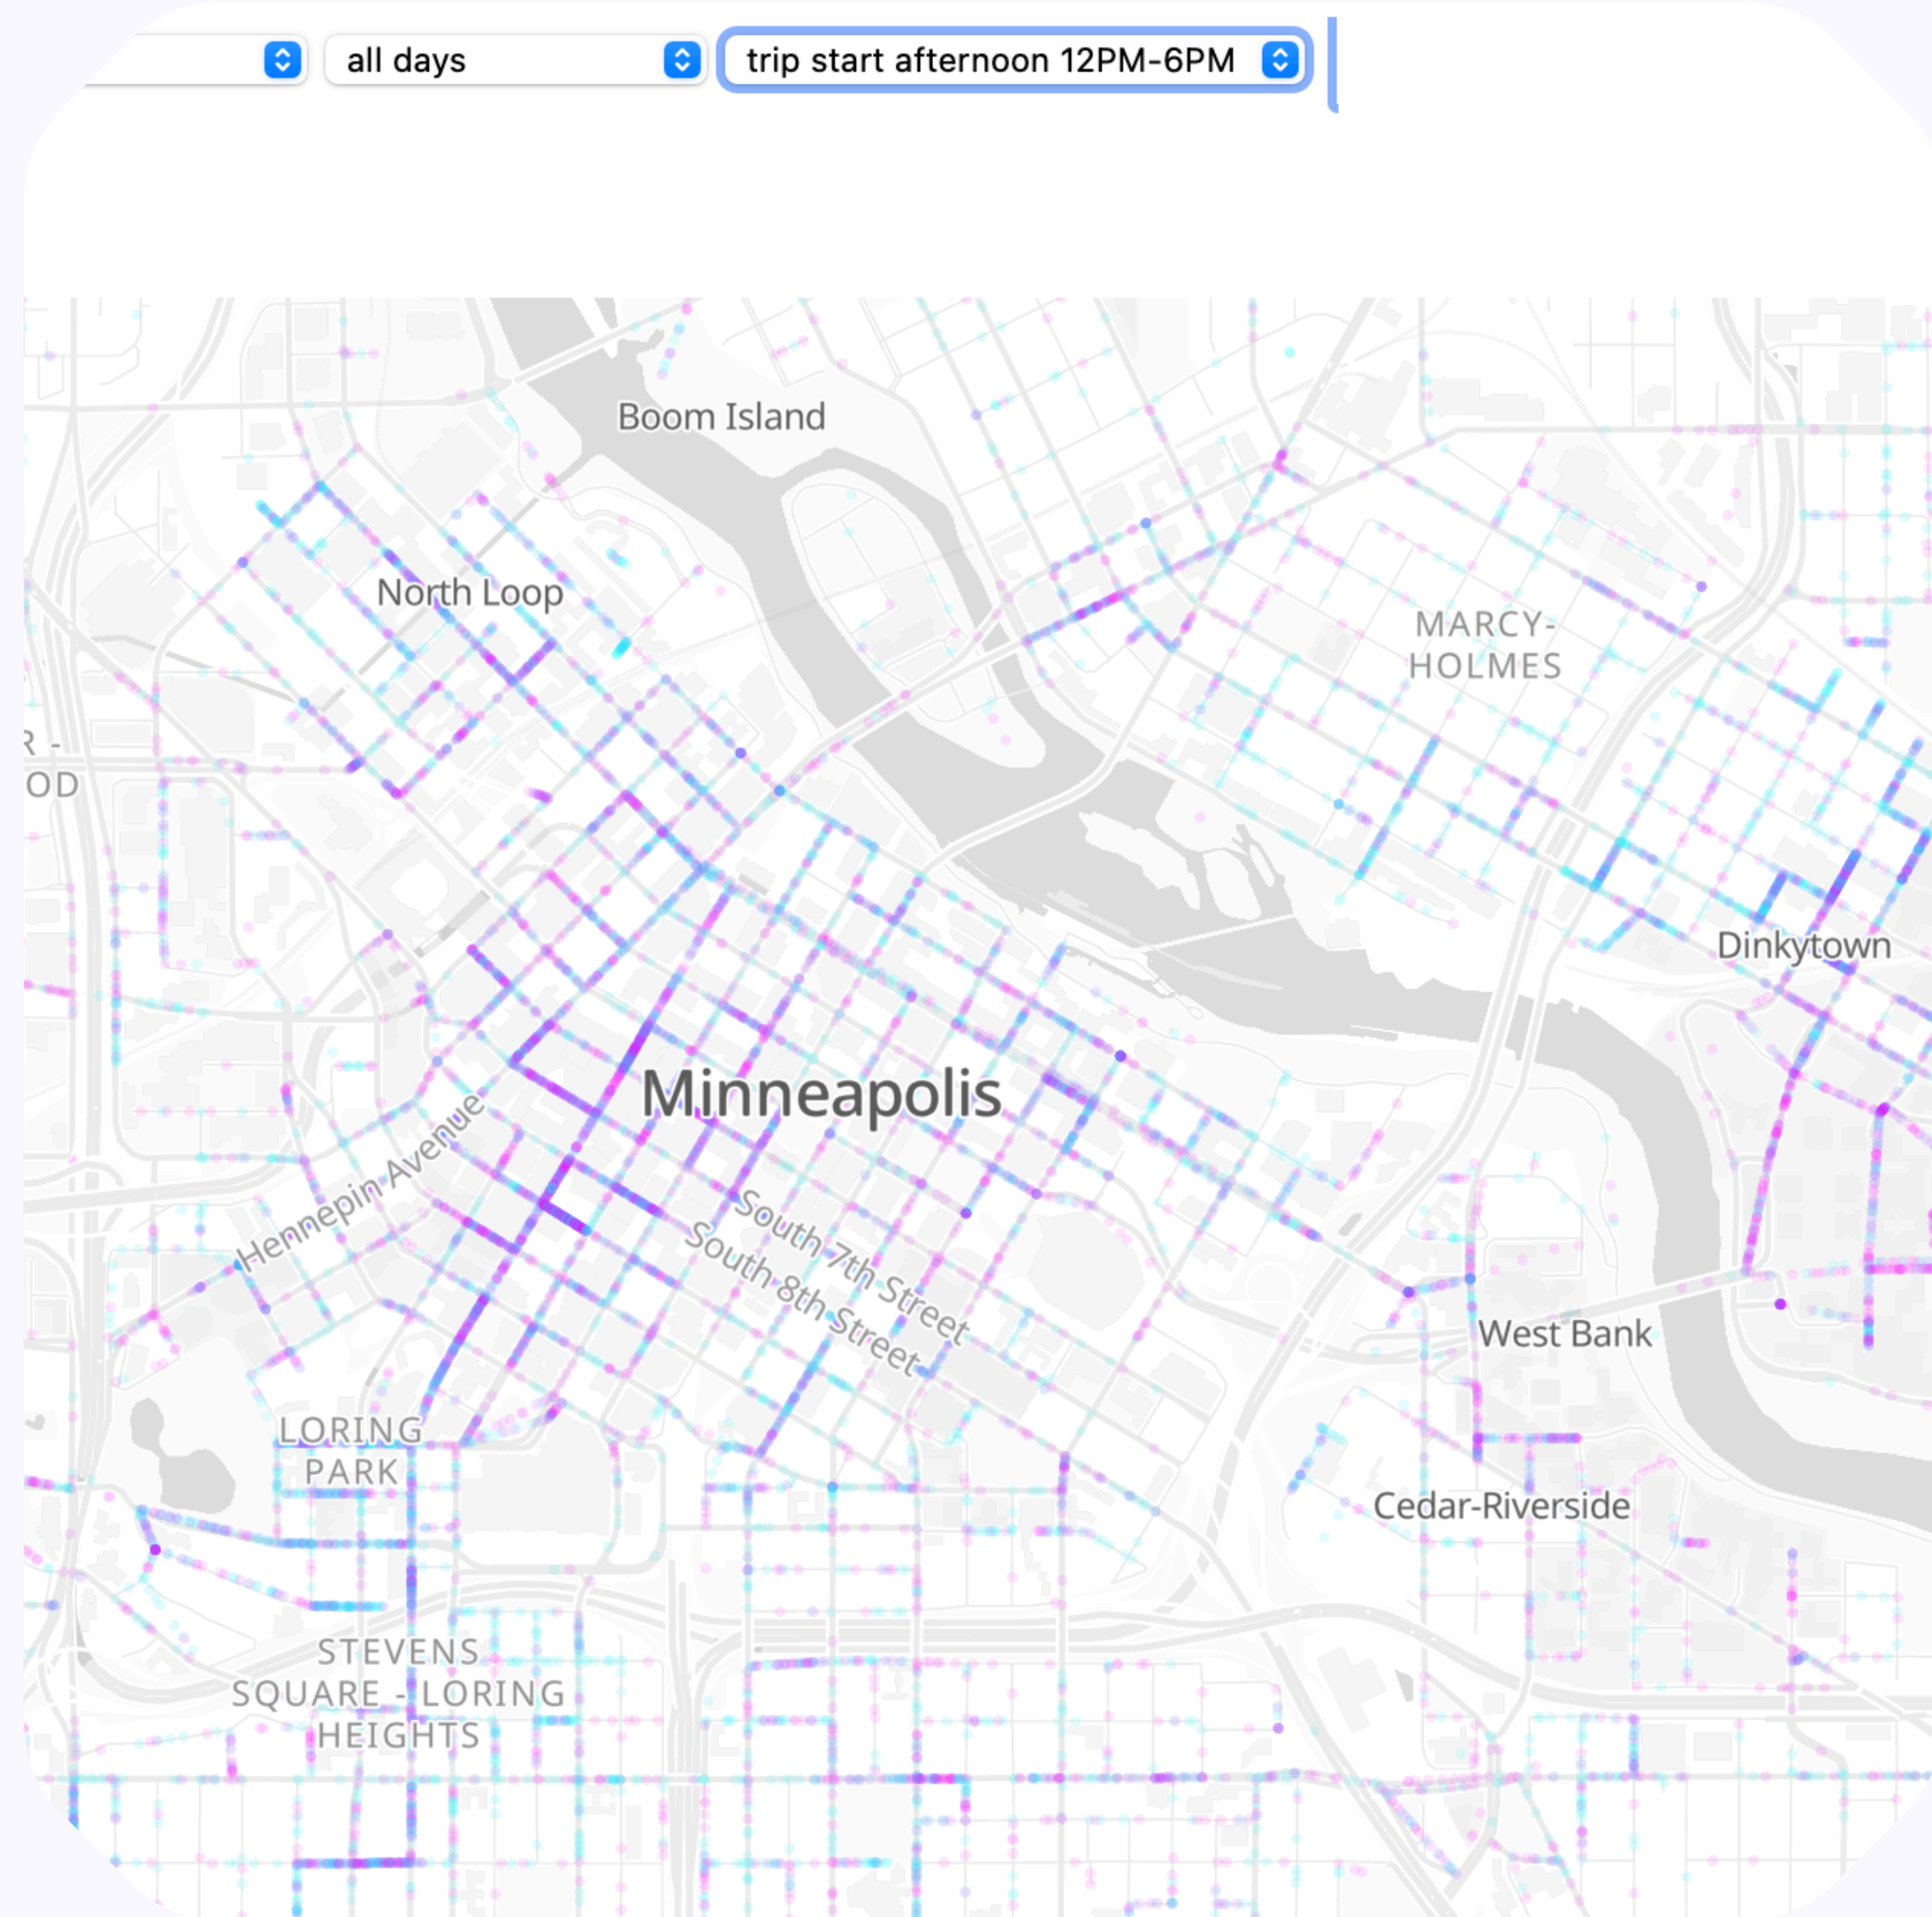 all days
trip start afternoon 12PM-6PM
Boom Island
North Loop
MARCY-
HOLMES
R -
OD
Dinkytown
Minneapolis
Hennepin Avenue
South 7th Street
South 8th Street
West Bank
LORING
PARK
Cedar-Riverside
STEVENS
SQUARE - LORING
HEIGHTS